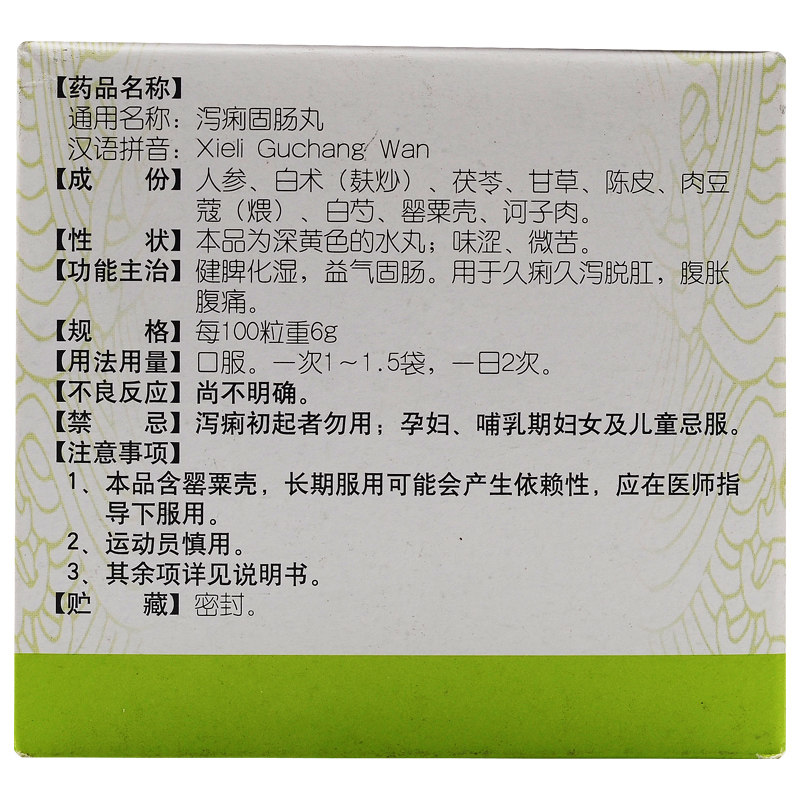 【药品名称】
通用名称：泻痢固肠丸
汉语拼音：Xieli Guchang Wan
【成 份】人参、白术（麸炒）、茯苓、甘草、陈皮、肉豆
蔻（煨）、白芍、罂粟壳、诃子肉。
【性 状】本品为深黄色的水丸；味涩、微苦。
【功能主治】健脾化湿，益气固肠。用于久痢久泻脱肛，腹胀
腹痛。
【规 格】每100粒重6g
【用法用量】口服。一次1～1.5袋，一日2次。
【不良反应】尚不明确。
【禁 忌】泻痢初起者勿用；孕妇、哺乳期妇女及儿童忌服。
【注意事项】
1、本品含罂粟壳，长期服用可能会产生依赖性，应在医师指
导下服用。
2、运动员慎用。
3、其余项详见说明书。
【贮 藏】密封。